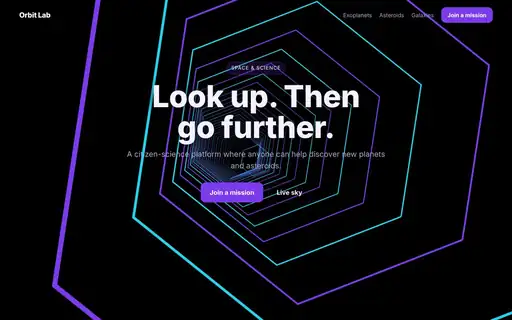 Orbit Lab
Exoplanets Asteroids Galaxies Join a mission
SPACE & SCIENCE
Look up. Then
go further.
A citizen-science platform where anyone can help discover new planets
and asteroids.
Join a mission Live sky